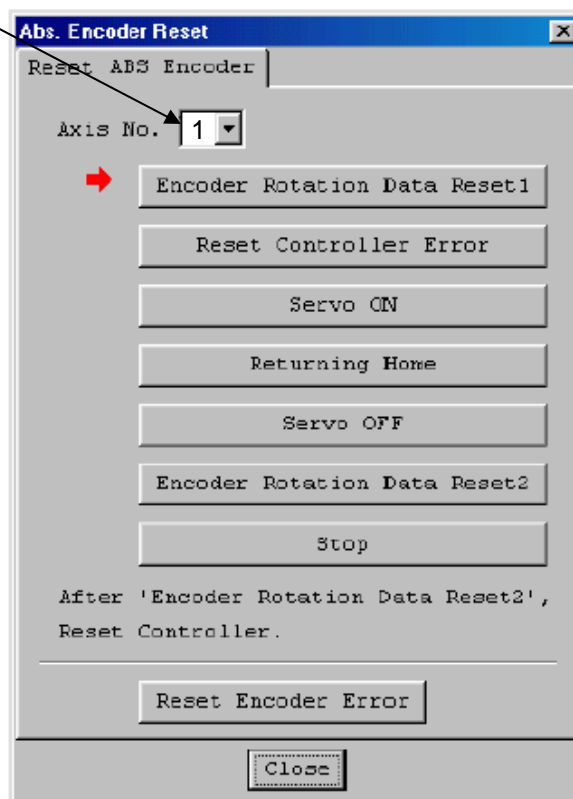 Abs. Encoder Reset
Reset ABS Encoder
Axis No. 1
Encoder Rotation Data Reset1
Reset Controller Error
Servo ON
Returning Home
Servo OFF
Encoder Rotation Data Reset2
Stop
After 'Encoder Rotation Data Reset2',
Reset Controller.
Reset Encoder Error
Close